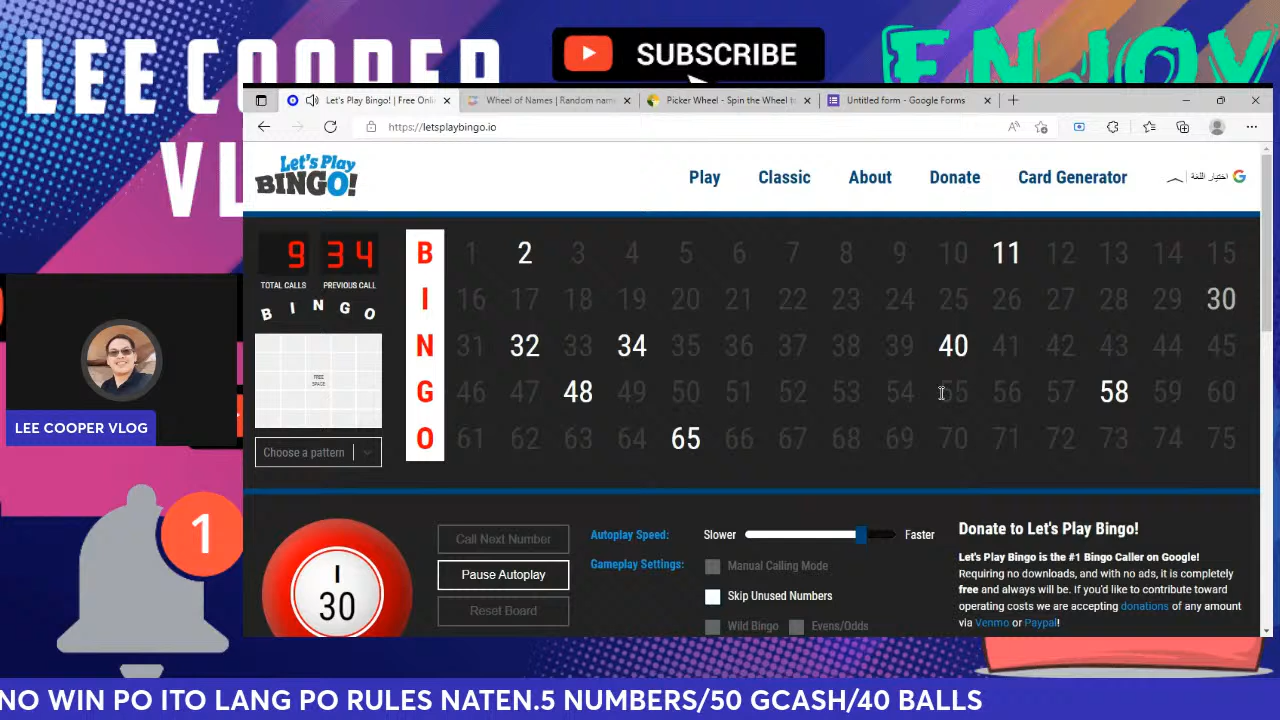 LEE COOPER
VL
SUBSCRIBE
ENJOY
Let's Play Bingo! | Free Onli
Wheel of Names | Random nam
Picker Wheel - Spin the Wheel t
Untitled form - Google Forms
https://letsplaybingo.io
Let's Play
BINGO!
Play
Classic
About
Donate
Card Generator
اختيار اللغة
9
34
TOTAL CALLS
PREVIOUS CALL
B I N G O
FREE
SPACE
Choose a pattern
B 1 2 3 4 5 6 7 8 9 10 11 12 13 14 15
I 16 17 18 19 20 21 22 23 24 25 26 27 28 29 30
N 31 32 33 34 35 36 37 38 39 40 41 42 43 44 45
G 46 47 48 49 50 51 52 53 54 55 56 57 58 59 60
O 61 62 63 64 65 66 67 68 69 70 71 72 73 74 75
LEE COOPER VLOG
1
I
30
Call Next Number
Pause Autoplay
Reset Board
Autoplay Speed:
Slower
Faster
Gameplay Settings:
Manual Calling Mode
Skip Unused Numbers
Wild Bingo
Evens/Odds
Donate to Let's Play Bingo!
Let's Play Bingo is the #1 Bingo Caller on Google!
Requiring no downloads, and with no ads, it is completely
free and always will be. If you'd like to contribute toward
operating costs we are accepting donations of any amount
via Venmo or Paypal!
NO WIN PO ITO LANG PO RULES NATEN.5 NUMBERS/50 GCASH/40 BALLS